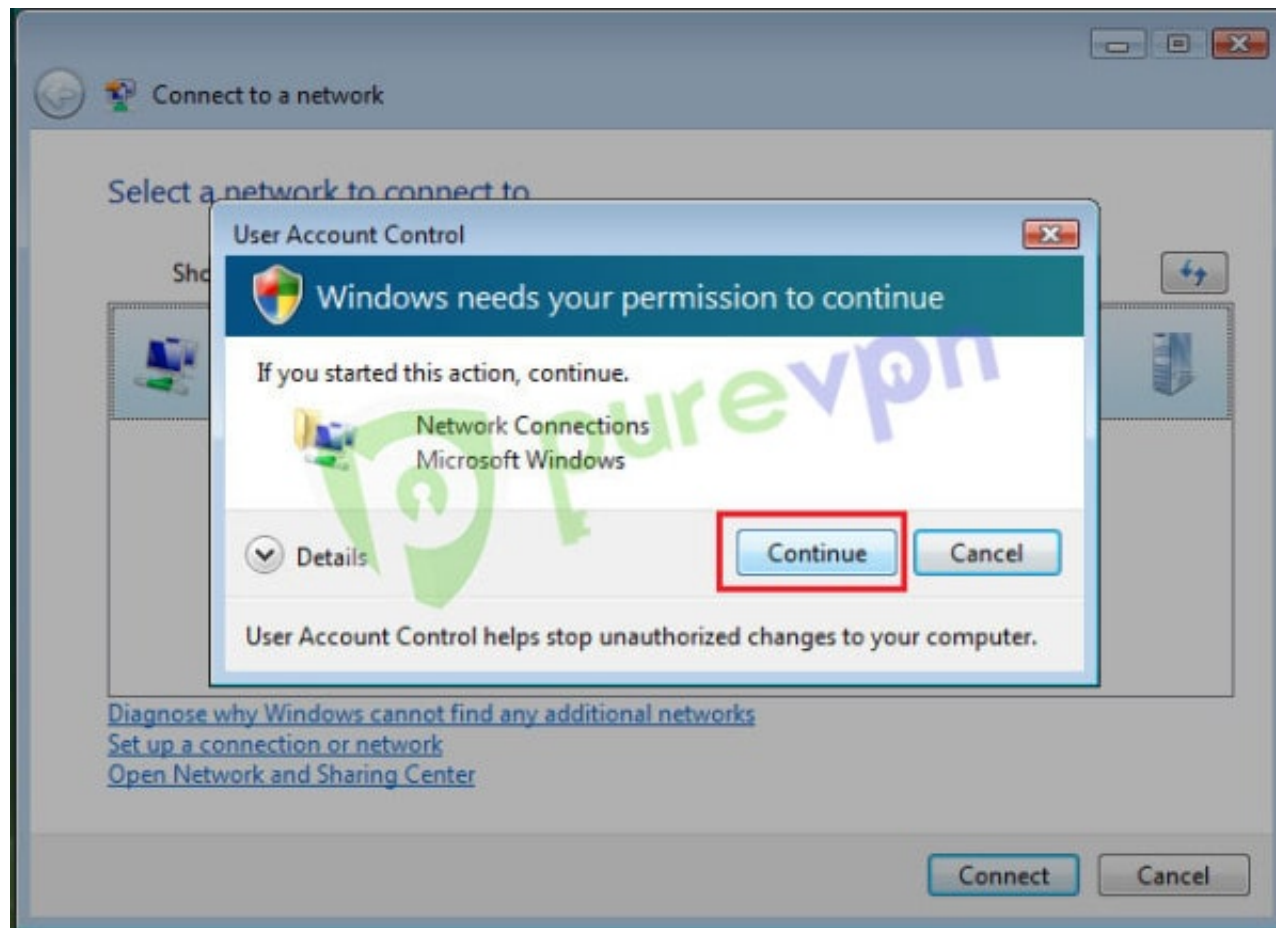 Connect to a network
Select a network to connect to
Sho
User Account Control
Windows needs your permission to continue
If you started this action, continue.
Network Connections
Microsoft Windows
purevpn
Details
Continue
Cancel
User Account Control helps stop unauthorized changes to your computer.
Diagnose why Windows cannot find any additional networks
Set up a connection or network
Open Network and Sharing Center
Connect
Cancel